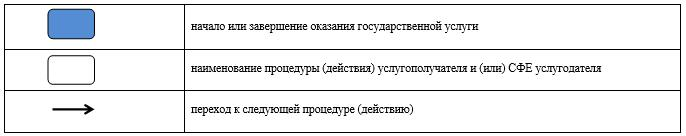 начало или завершение оказания государственной услуги
наименование процедуры (действия) услугополучателя и (или) СФЕ услугодателя
переход к следующей процедуре (действию)